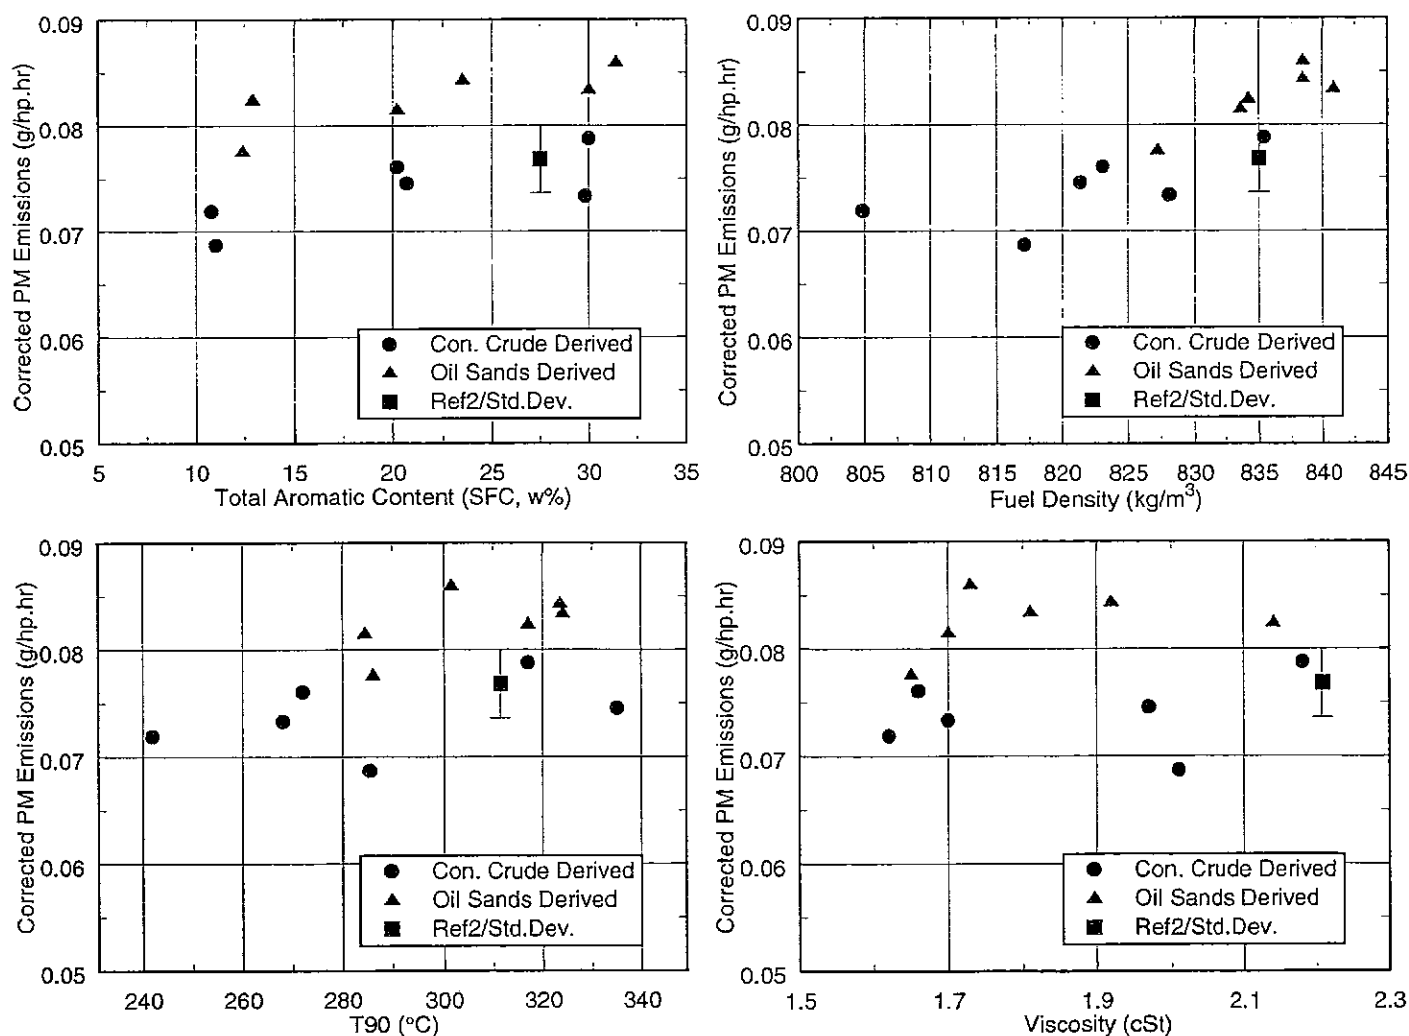 Corrected PM Emissions (g/hp.hr)
0.09
0.08
0.07
0.06
0.05
Con. Crude Derived
Oil Sands Derived
Ref2/Std.Dev.
5 10 15 20 25 30 35
Total Aromatic Content (SFC, w%)
Corrected PM Emissions (g/hp.hr)
0.09
0.08
0.07
0.06
0.05
Con. Crude Derived
Oil Sands Derived
Ref2/Std.Dev.
800 805 810 815 820 825 830 835 840 845
Fuel Density (kg/m³)
Corrected PM Emissions (g/hp.hr)
0.09
0.08
0.07
0.06
0.05
Con. Crude Derived
Oil Sands Derived
Ref2/Std.Dev.
240 260 280 300 320 340
T90 (°C)
Corrected PM Emissions (g/hp.hr)
0.09
0.08
0.07
0.06
0.05
Con. Crude Derived
Oil Sands Derived
Ref2/Std.Dev.
1.5 1.7 1.9 2.1 2.3
Viscosity (cSt)